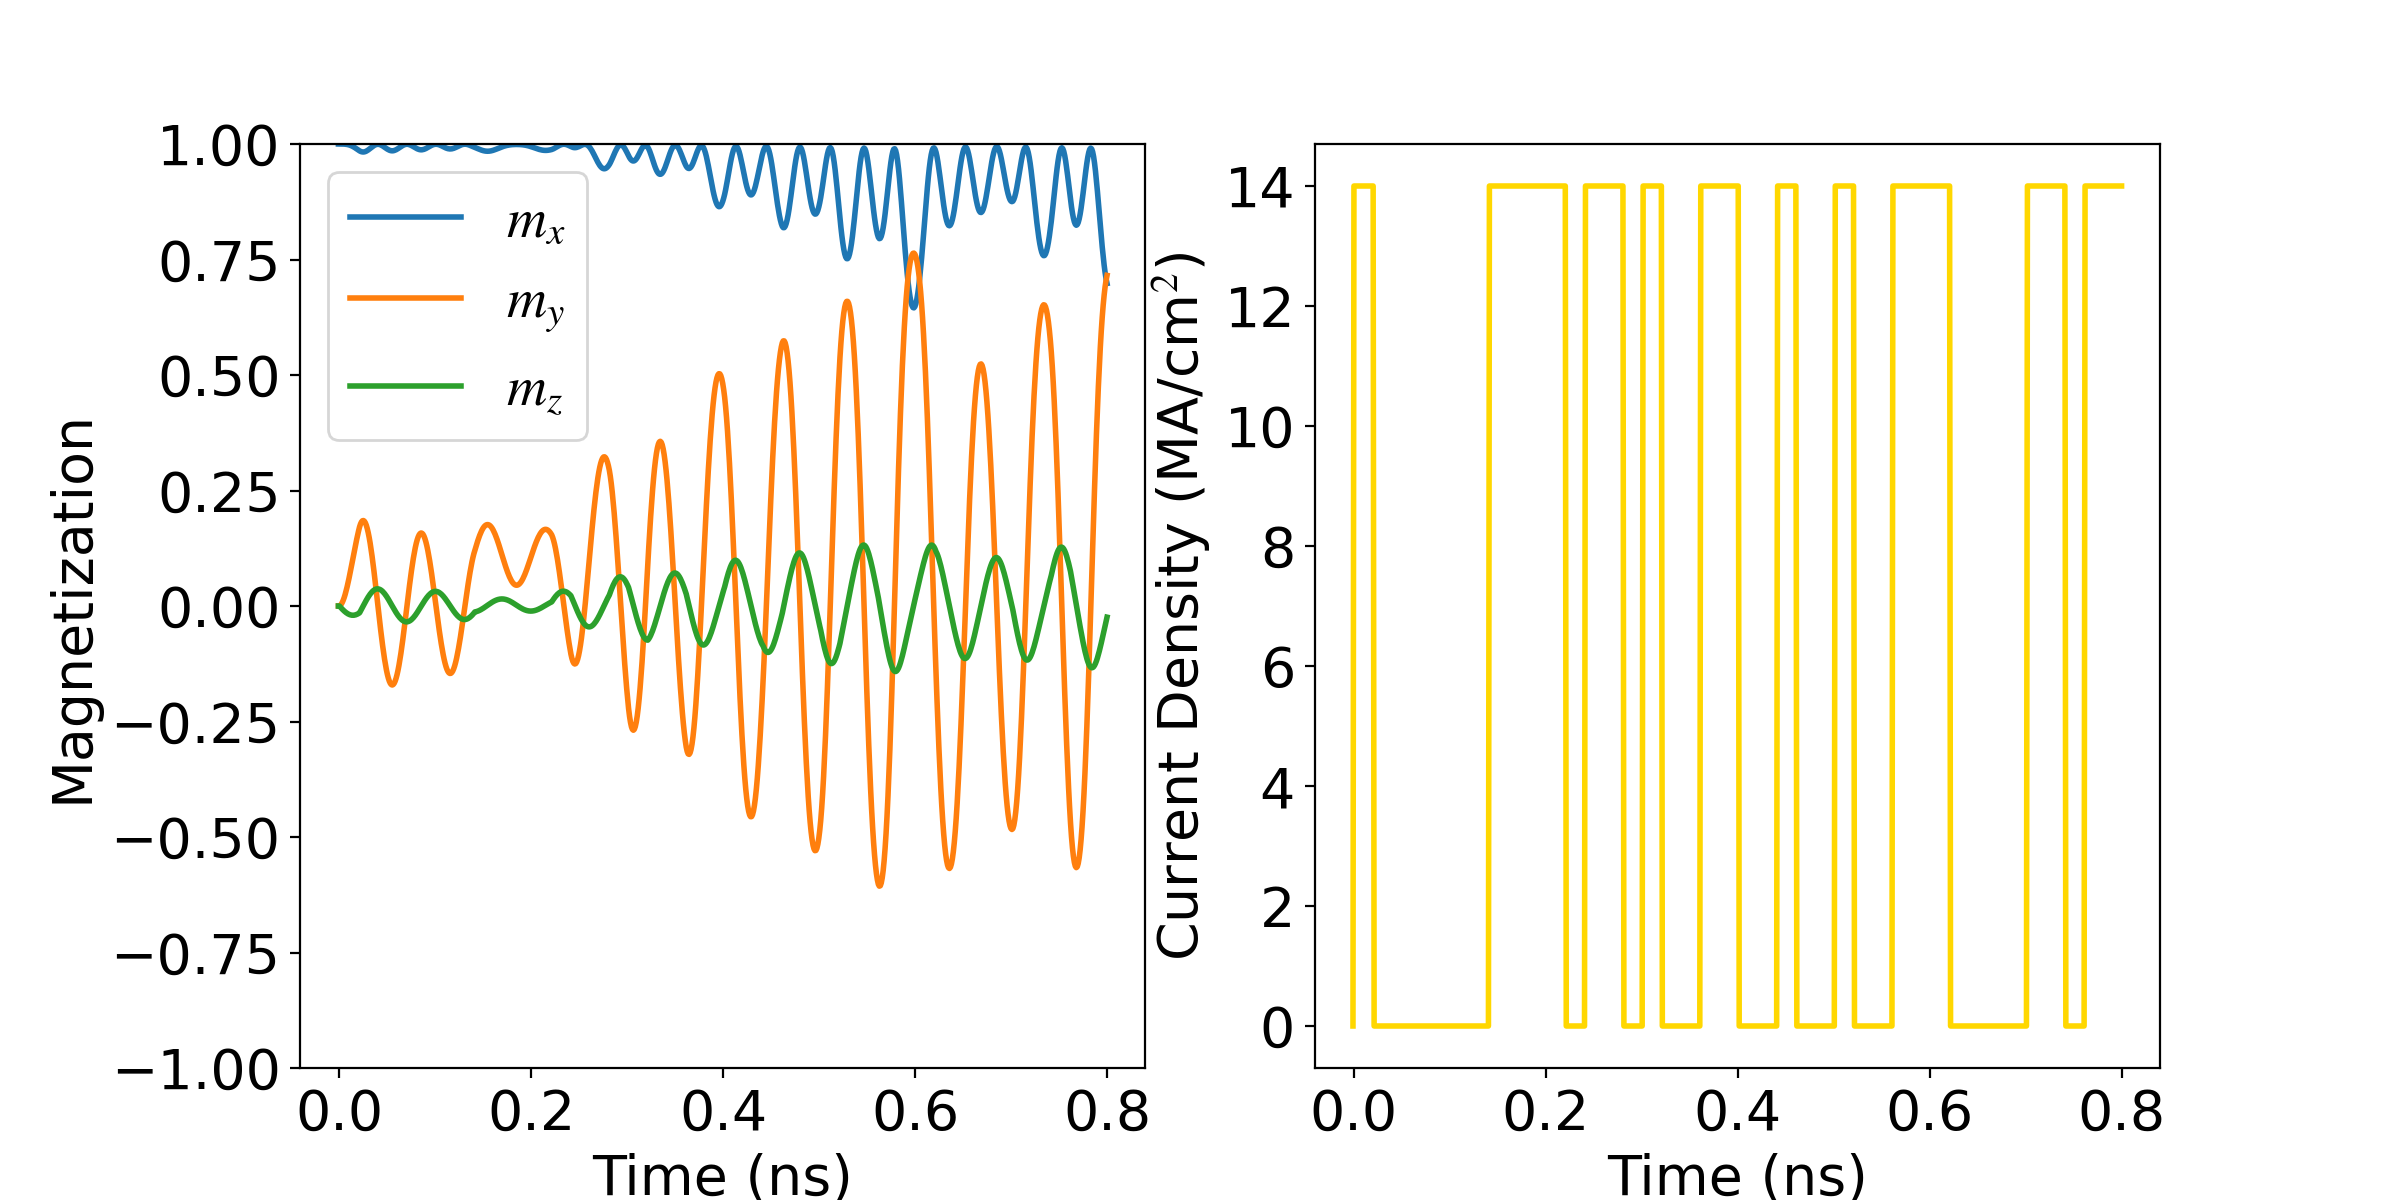 1.00
0.75
0.50
0.25
0.00
−0.25
−0.50
−0.75
−1.00
Magnetization
m_x
m_y
m_z
0.0 0.2 0.4 0.6 0.8
Time (ns)
14
12
10
8
6
4
2
0
Current Density (MA/cm²)
0.0 0.2 0.4 0.6 0.8
Time (ns)